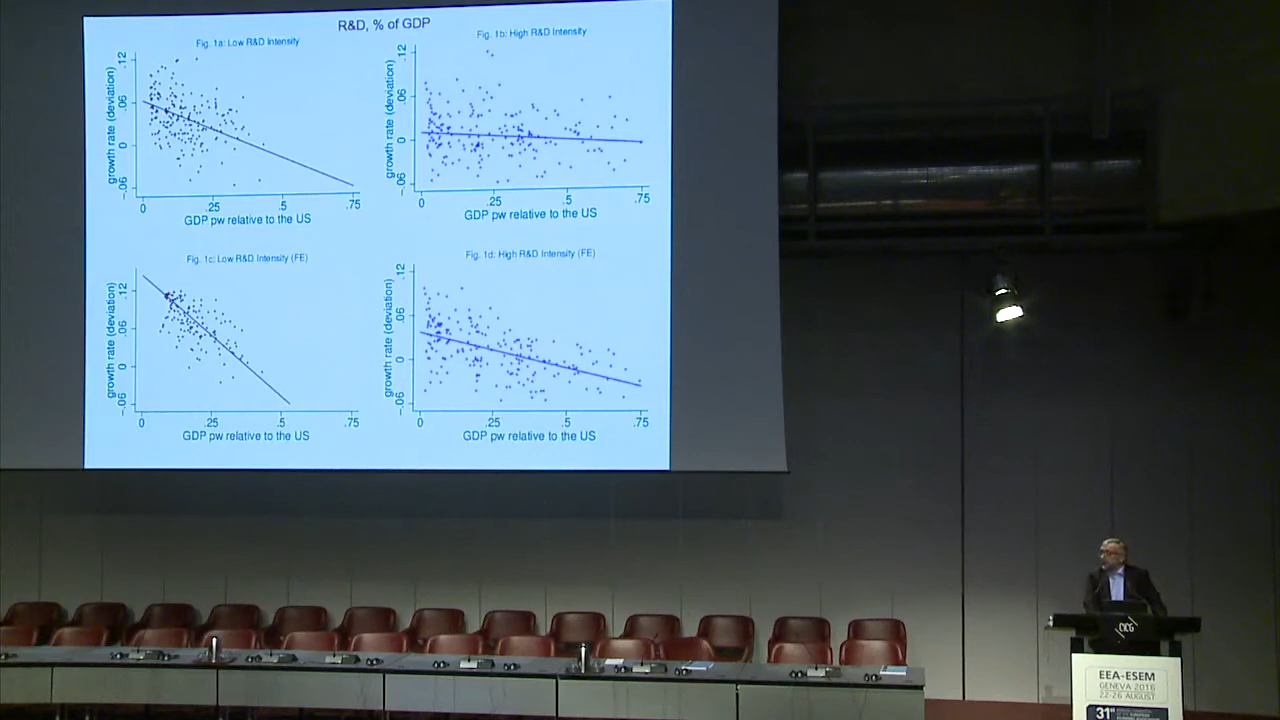 R&D, % of GDP
Fig. 1a: Low R&D Intensity
growth rate (deviation)
.12
.06
0
-.06
0 .25 .5 .75
GDP pw relative to the US
Fig. 1b: High R&D Intensity
growth rate (deviation)
.12
.06
0
-.06
0 .25 .5 .75
GDP pw relative to the US
Fig. 1c: Low R&D Intensity (FE)
growth rate (deviation)
.12
.06
0
-.06
0 .25 .5 .75
GDP pw relative to the US
Fig. 1d: High R&D Intensity (FE)
growth rate (deviation)
.12
.06
0
-.06
0 .25 .5 .75
GDP pw relative to the US
CICG
EEA-ESEM
GENEVA 2016
22-26 AUGUST
31st